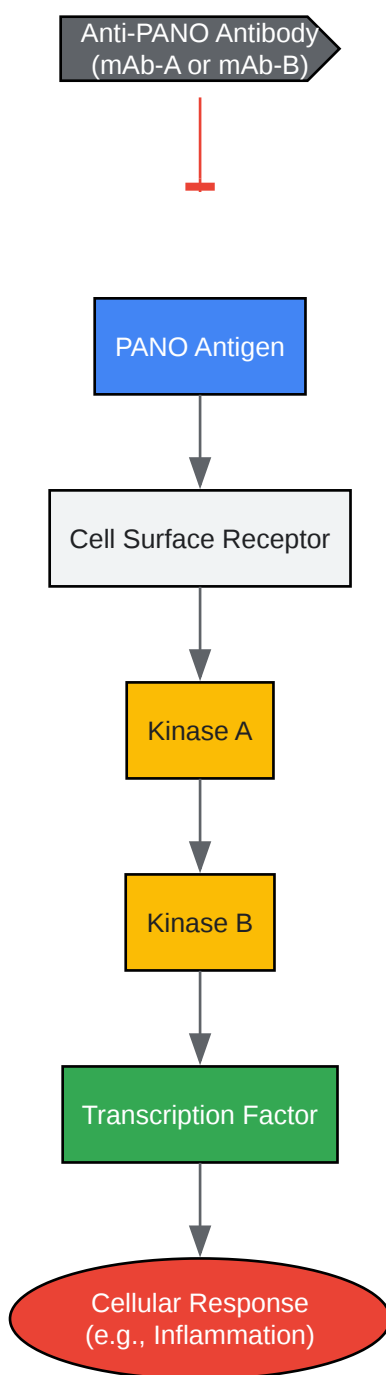 Anti-PANO Antibody
(mAb-A or mAb-B)
PANO Antigen
Cell Surface Receptor
Kinase A
Kinase B
Transcription Factor
Cellular Response
(e.g., Inflammation)